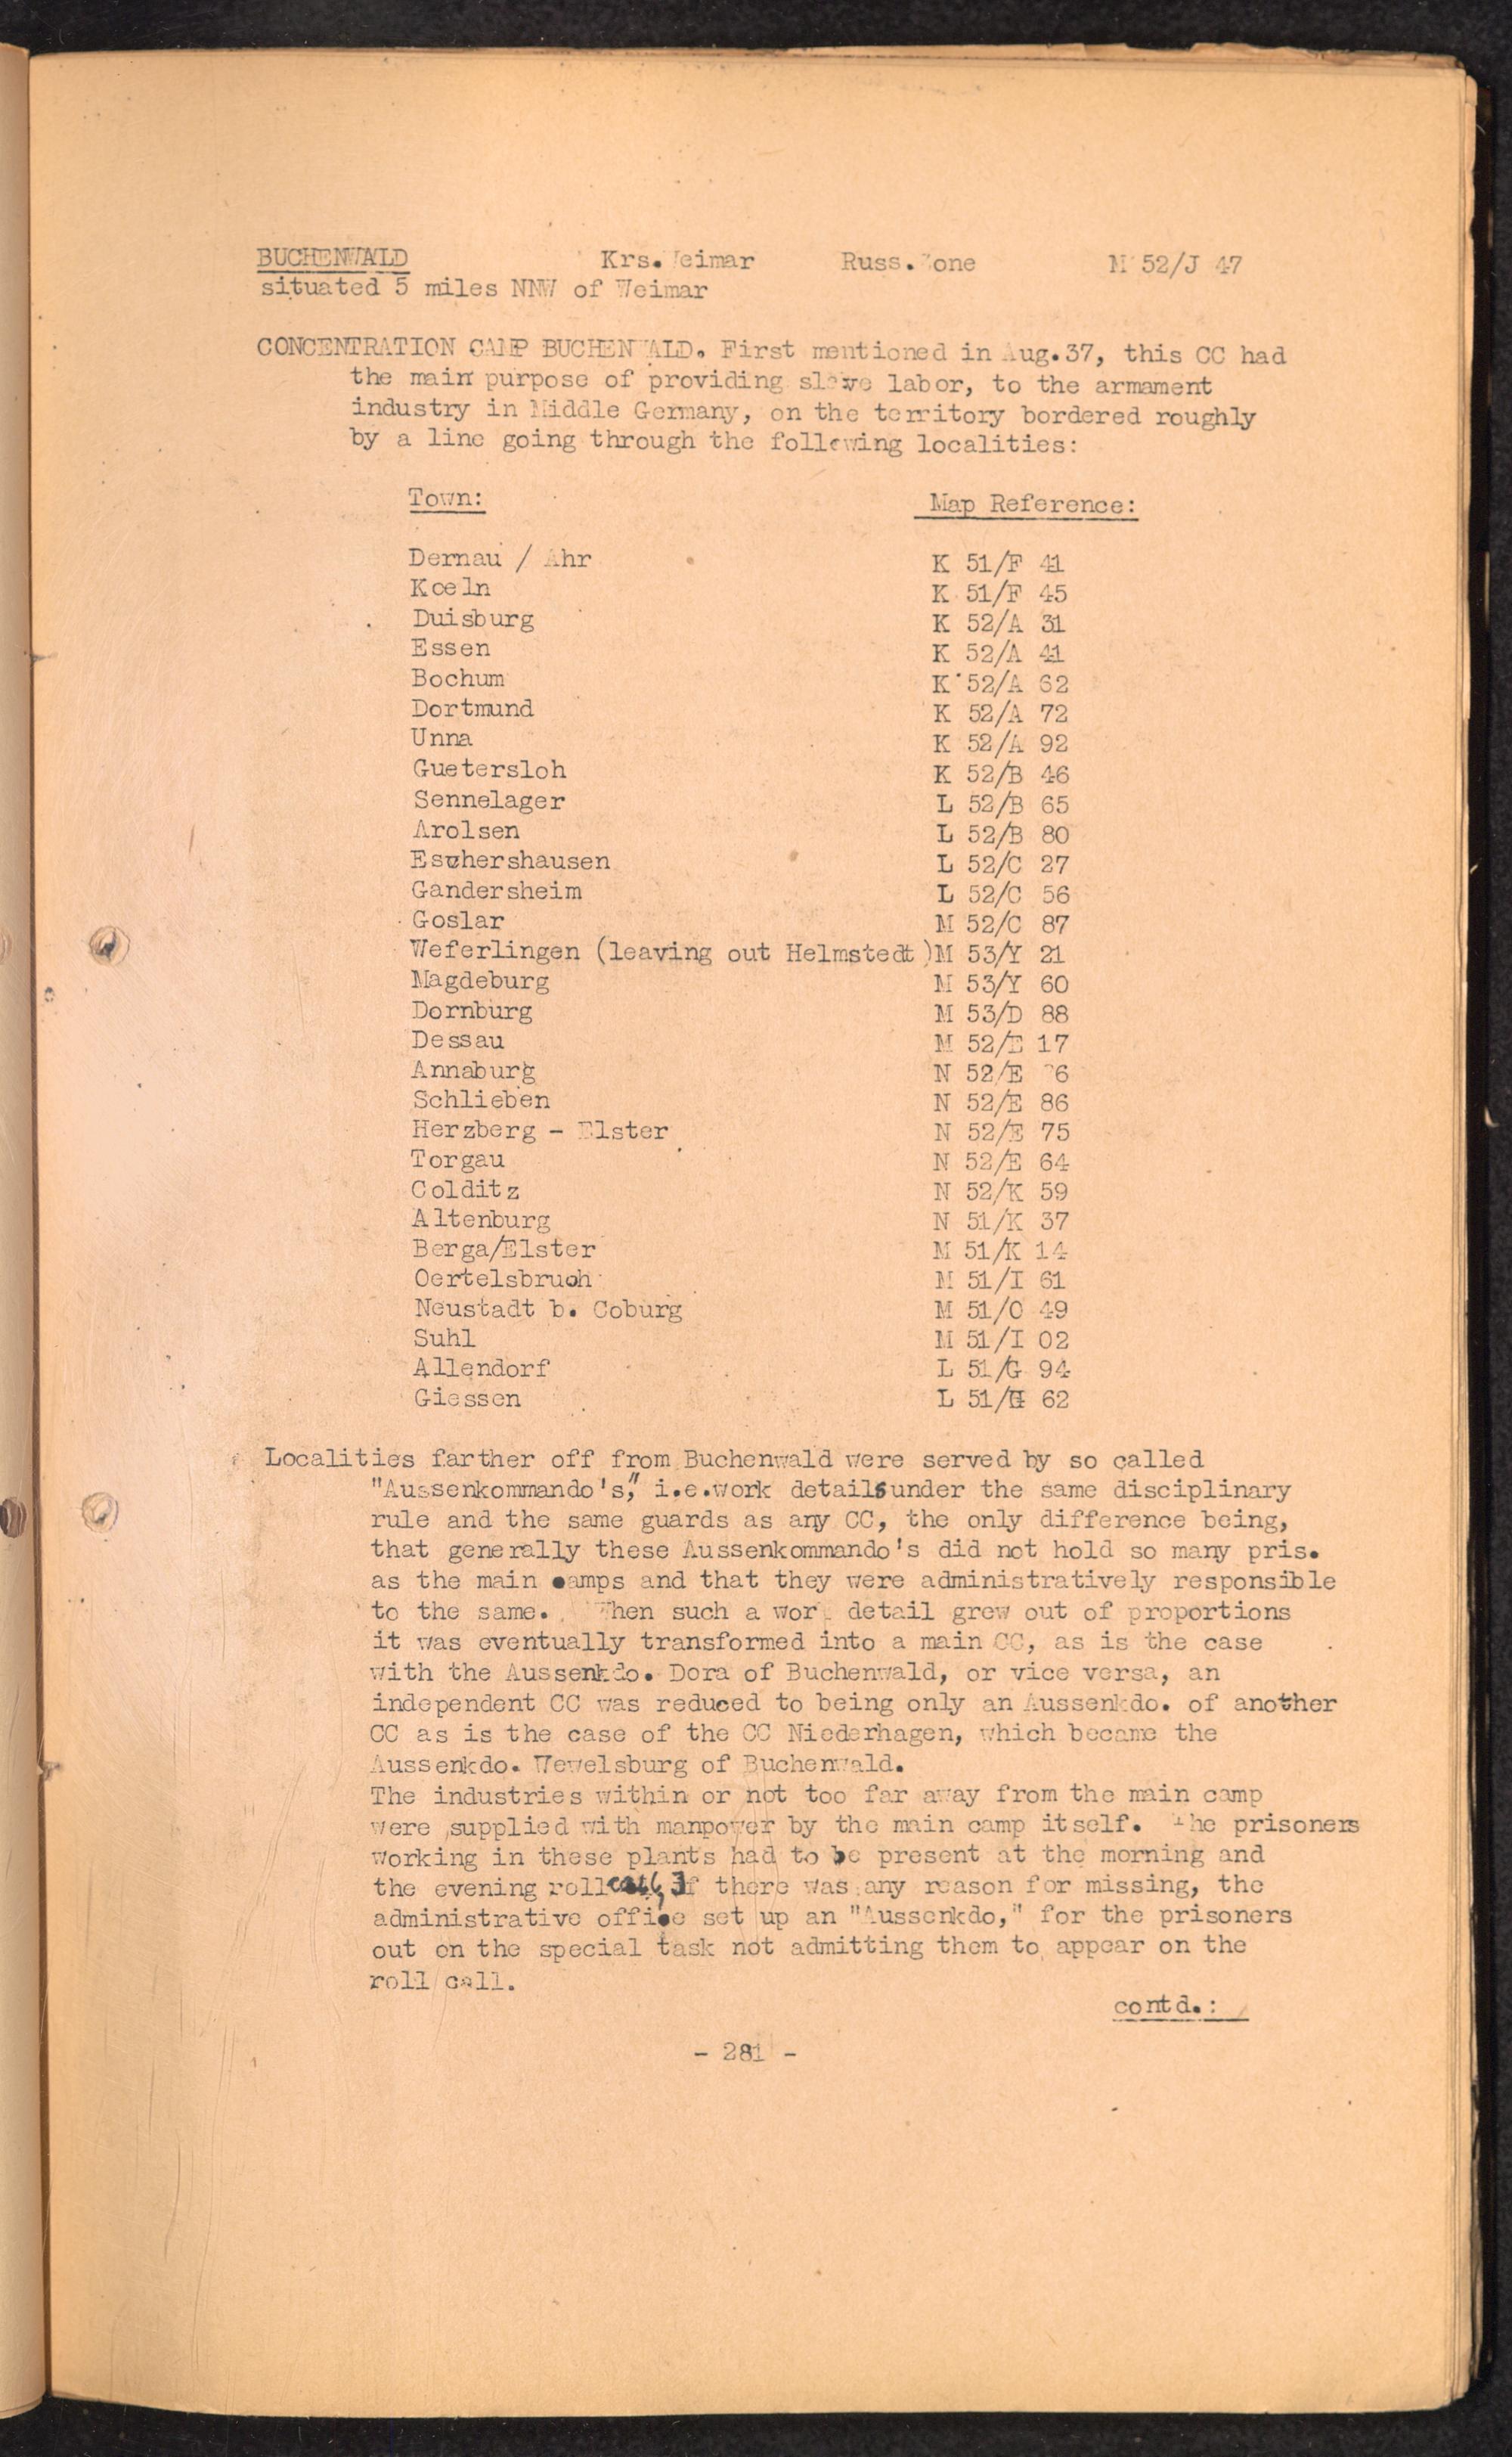 BUCHENWALD Krs. Weimar Russ. Zone M 52/J 47
situated 5 miles NNW of Weimar
CONCENTRATION CAMP BUCHENWALD. First mentioned in Aug.37, this CC had
the main purpose of providing slave labor, to the armament
industry in Middle Germany, on the territory bordered roughly
by a line going through the following localities:
Town: Map Reference:
Dernau / Ahr K 51/F 41
Koeln K 51/F 45
Duisburg K 52/A 31
Essen K 52/A 41
Bochum K 52/A 62
Dortmund K 52/A 72
Unna K 52/A 92
Guetersloh K 52/B 46
Sennelager L 52/B 65
Arolsen L 52/B 80
Eschershausen L 52/C 27
Gandersheim L 52/C 56
Goslar M 52/C 87
Weferlingen (leaving out Helmstedt) M 53/Y 21
Magdeburg M 53/Y 60
Dornburg M 53/D 88
Dessau M 52/E 17
Annaburg N 52/E
Schlieben N 52/E 86
Herzberg - Elster N 52/E 75
Torgau N 52/E 64
Colditz N 52/K 59
Altenburg N 51/K 37
Berga/Elster M 51/K 14
Oertelsbruch M 51/I 61
Neustadt b. Coburg M 51/O 49
Suhl M 51/I 02
Allendorf L 51/G 94
Giessen L 62
Localities farther off from Buchenwald were served by so called
"Aussenkommando's," i.e.work details under the same disciplinary
rule and the same guards as any CC, the only difference being,
that generally these Aussenkommando's did not hold so many pris.
as the main camps and that they were administratively responsible
to the same. When such a work detail grew out of proportions
it was eventually transformed into a main CC, as is the case
with the Aussenkdo. Dora of Buchenwald, or vice versa, an
independent CC was reduced to being only an Aussenkdo. of another
CC as is the case of the CC Niederhagen, which became the
Aussenkdo. Wewelsburg of Buchenwald.
The industries within or not too far away from the main camp
were supplied with manpower by the main camp itself. The prisoners
working in these plants had to be present at the morning and
the evening roll call, If there was any reason for missing, the
administrative office set up an "Aussenkdo," for the prisoners
out on the special task not admitting them to appear on the
roll call.
contd.:
- 281 -